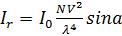 I_r = I_0 \frac{NV^2}{\lambda^4} sina